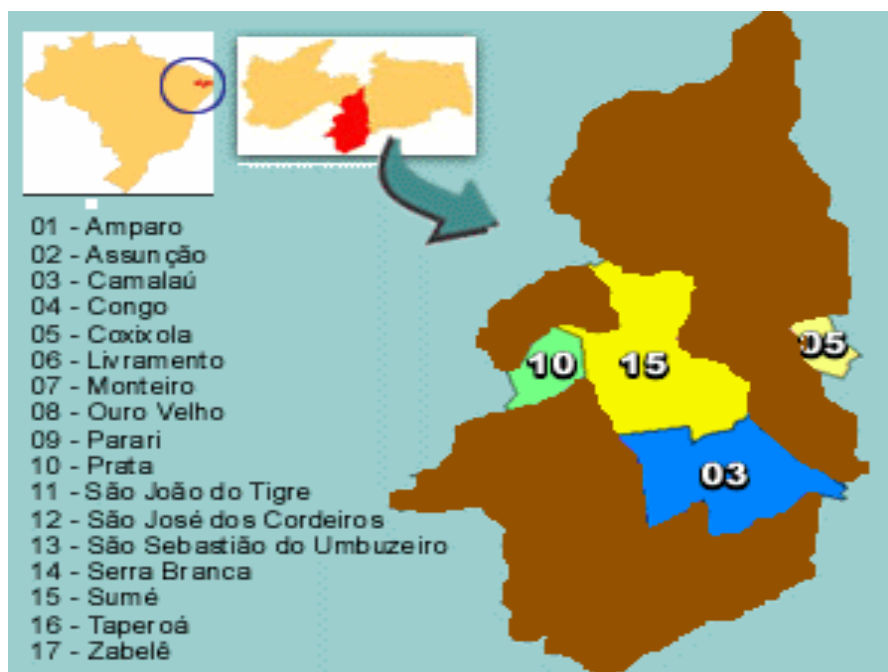 01 - Amparo
02 - Assunção
03 - Camalaú
04 - Congo
05 - Coxixola
06 - Livramento
07 - Monteiro
08 - Ouro Velho
09 - Parari
10 - Prata
11 - São João do Tigre
12 - São José dos Cordeiros
13 - São Sebastião do Umbuzeiro
14 - Serra Branca
15 - Sumé
16 - Taperoá
17 - Zabelê
05
10
15
03